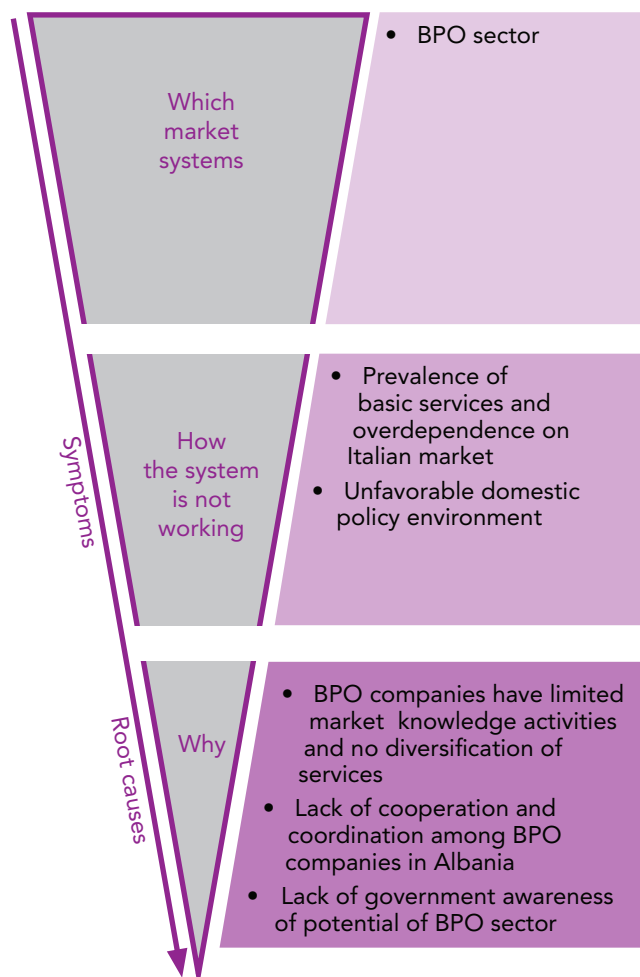 Which
market
systems
• BPO sector
How
the system
is not
working
• Prevalence of
basic services and
overdependence on
Italian market
• Unfavorable domestic
policy environment
Symptoms
Why
• BPO companies have limited
market knowledge activities
and no diversification of
services
• Lack of cooperation and
coordination among BPO
companies in Albania
• Lack of government awareness
of potential of BPO sector
Root causes